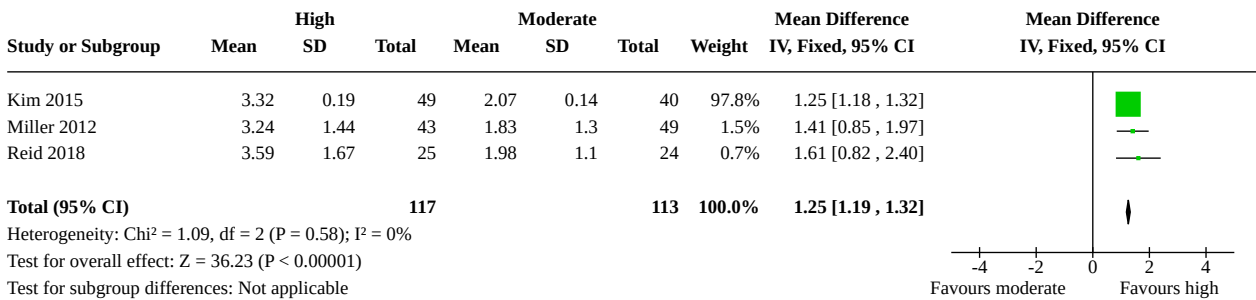 High Moderate Mean Difference Mean Difference
Study or Subgroup Mean SD Total Mean SD Total Weight IV, Fixed, 95% CI IV, Fixed, 95% CI
Kim 2015 3.32 0.19 49 2.07 0.14 40 97.8% 1.25 [1.18 , 1.32]
Miller 2012 3.24 1.44 43 1.83 1.3 49 1.5% 1.41 [0.85 , 1.97]
Reid 2018 3.59 1.67 25 1.98 1.1 24 0.7% 1.61 [0.82 , 2.40]
Total (95% CI) 117 113 100.0% 1.25 [1.19 , 1.32]
Heterogeneity: Chi² = 1.09, df = 2 (P = 0.58); I² = 0%
Test for overall effect: Z = 36.23 (P < 0.00001)
-4 -2 0 2 4
Test for subgroup differences: Not applicable
Favours moderate Favours high